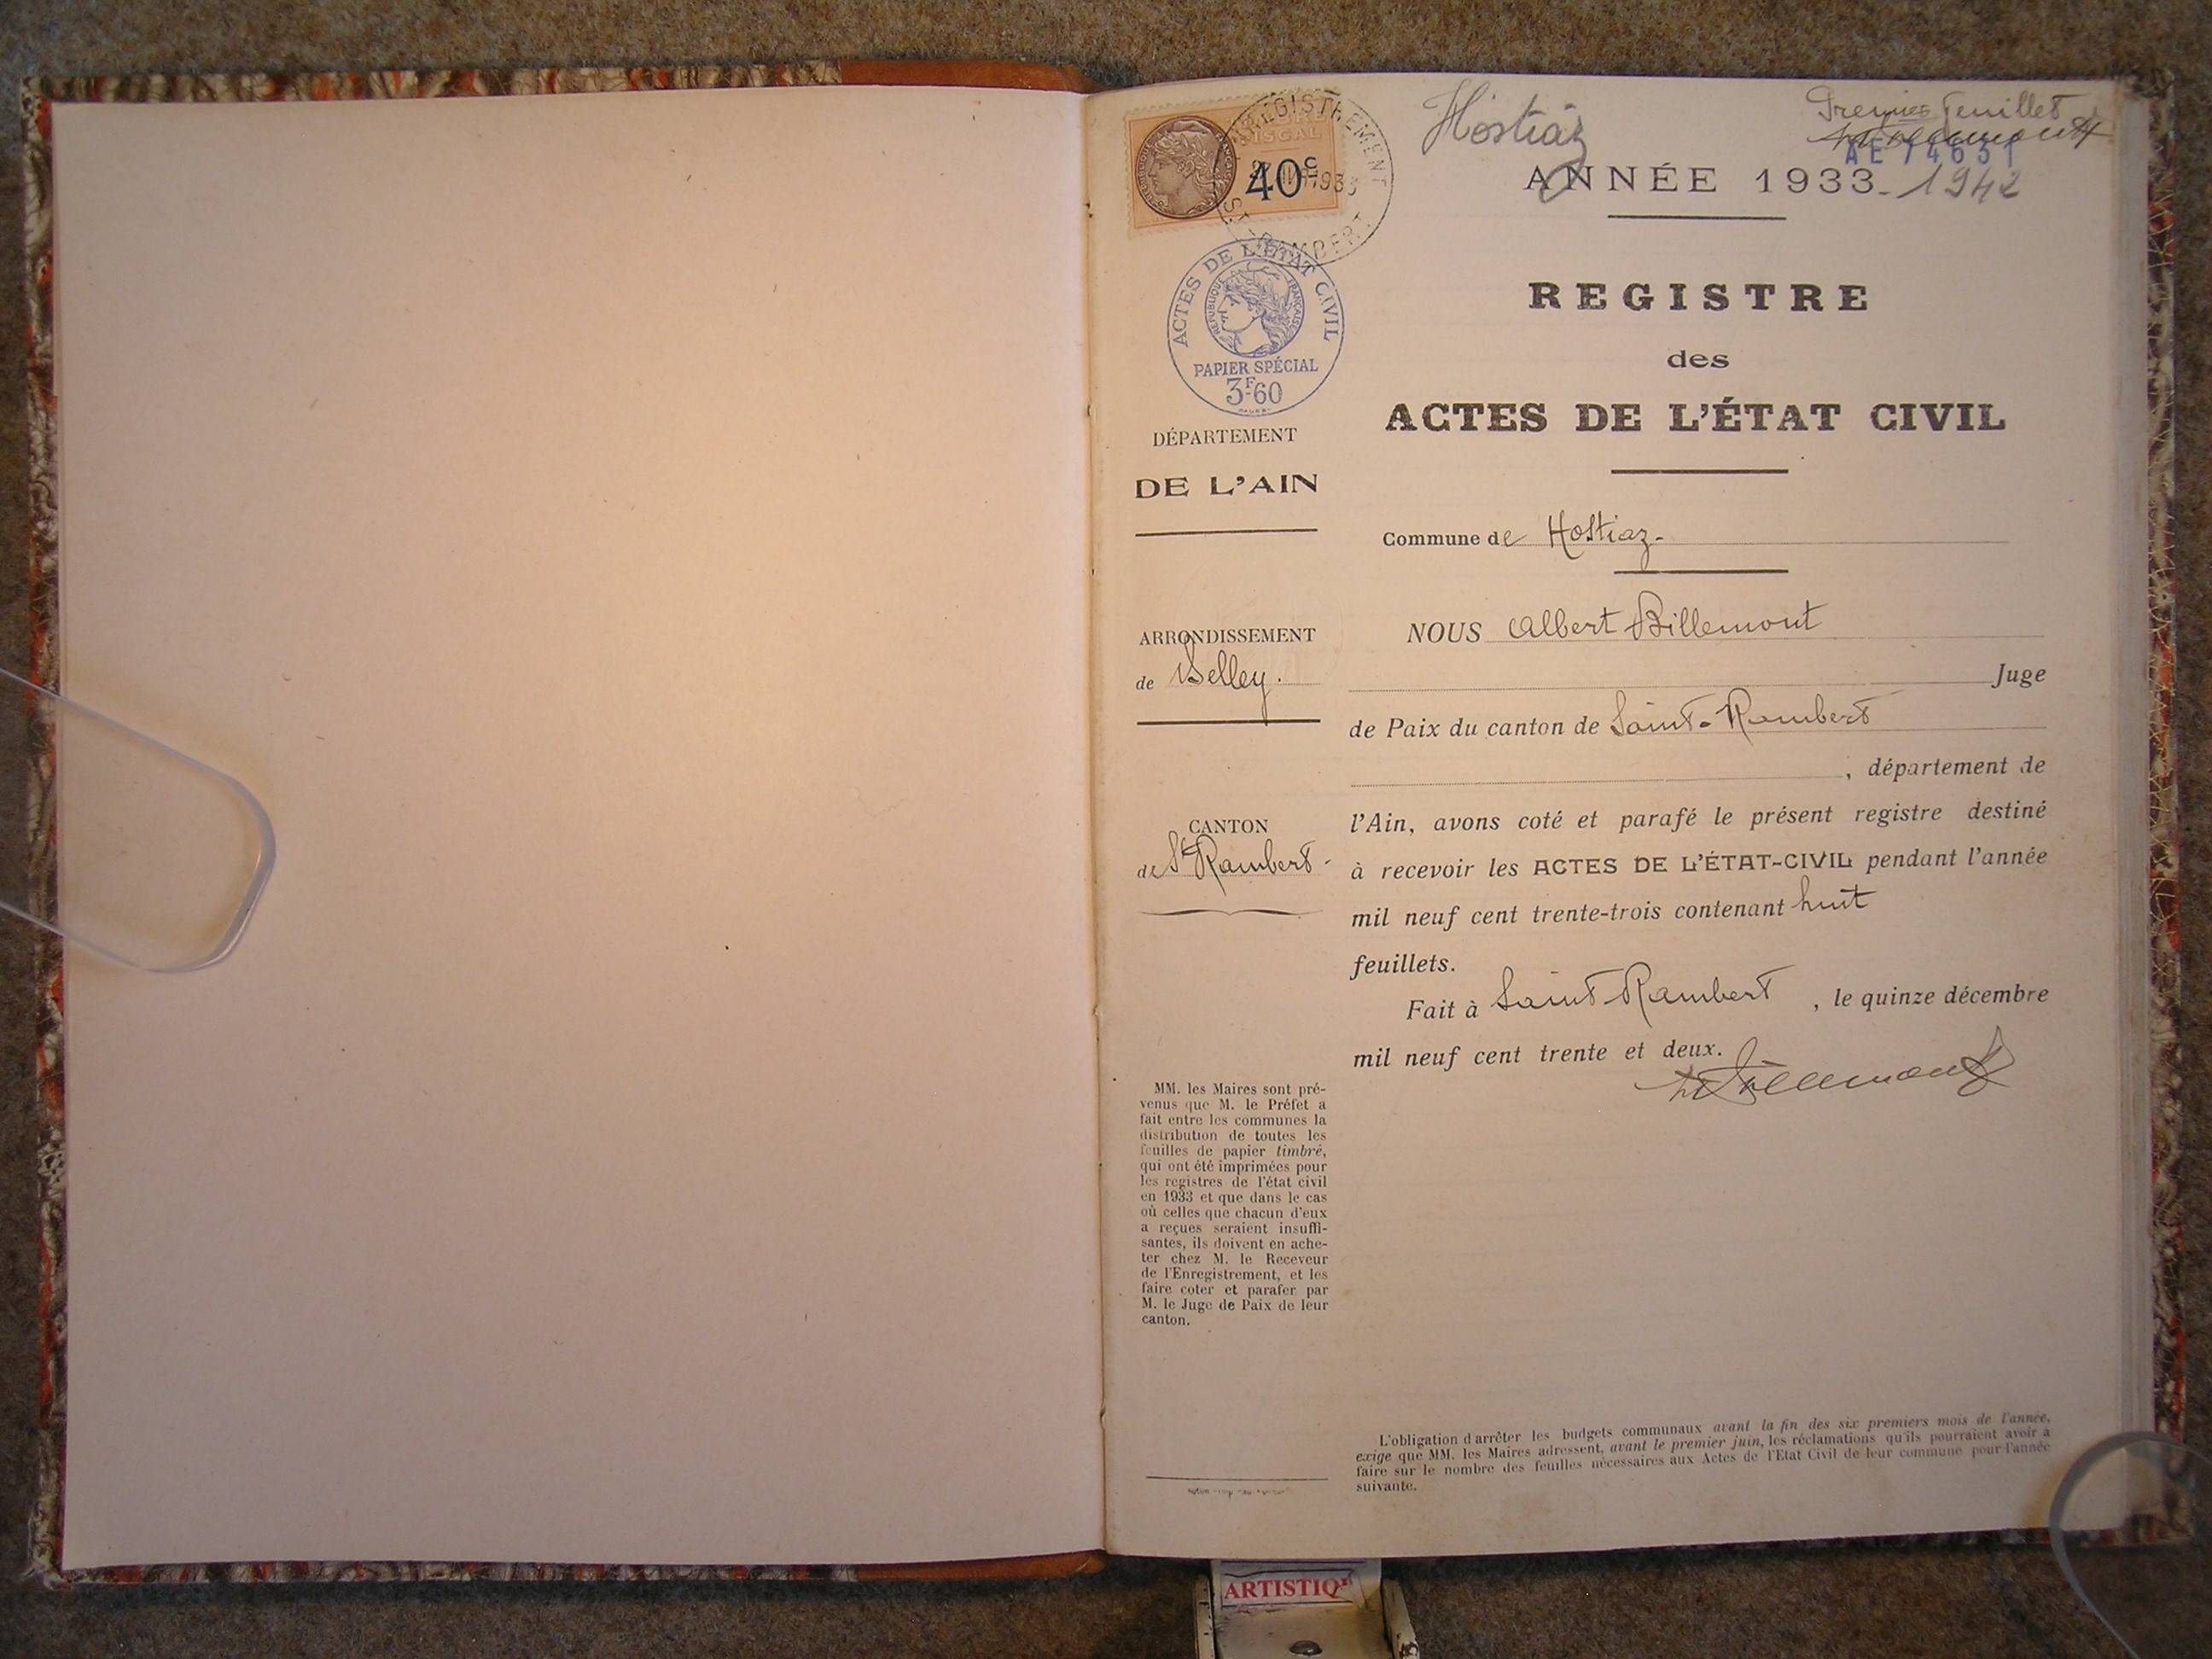 Hostiaz
Premier feuillet
AE 74651
ANNÉE 1933-1942
ENREGISTREMENT
FISCAL
40c
1933
ST-RAMBERT
ACTES DE L'ÉTAT CIVIL
RÉPUBLIQUE FRANÇAISE
PAPIER SPÉCIAL
3F60
DÉPARTEMENT
DE L'AIN
ARRONDISSEMENT
de Belley.
CANTON
de St Rambert-
MM. les Maires sont pré-
venus que M. le Préfet a
fait entre les communes la
distribution de toutes les
feuilles de papier timbré,
qui ont été imprimées pour
les registres de l'état civil
en 1933 et que dans le cas
où celles que chacun d'eux
a reçues seraient insuffi-
santes, ils doivent en ache-
ter chez M. le Receveur
de l'Enregistrement, et les
faire coter et parafer par
M. le Juge de Paix de leur
canton.
REGISTRE
des
ACTES DE L'ÉTAT CIVIL
Commune de Hostiaz-
NOUS Albert Billemont
Juge
de Paix du canton de Saint-Rambert
, département de
l'Ain, avons coté et parafé le présent registre destiné
à recevoir les ACTES DE L'ÉTAT-CIVIL pendant l'année
mil neuf cent trente-trois contenant huit
feuillets.
Fait à Saint-Rambert, le quinze décembre
mil neuf cent trente et deux.
L'obligation d'arrêter les budgets communaux avant la fin des six premiers mois de l'année,
exige que MM. les Maires adressent, avant le premier juin, les réclamations qu'ils pourraient avoir à
faire sur le nombre des feuilles nécessaires aux Actes de l'Etat Civil de leur commune pour l'année
suivante.
ARTISTIQ